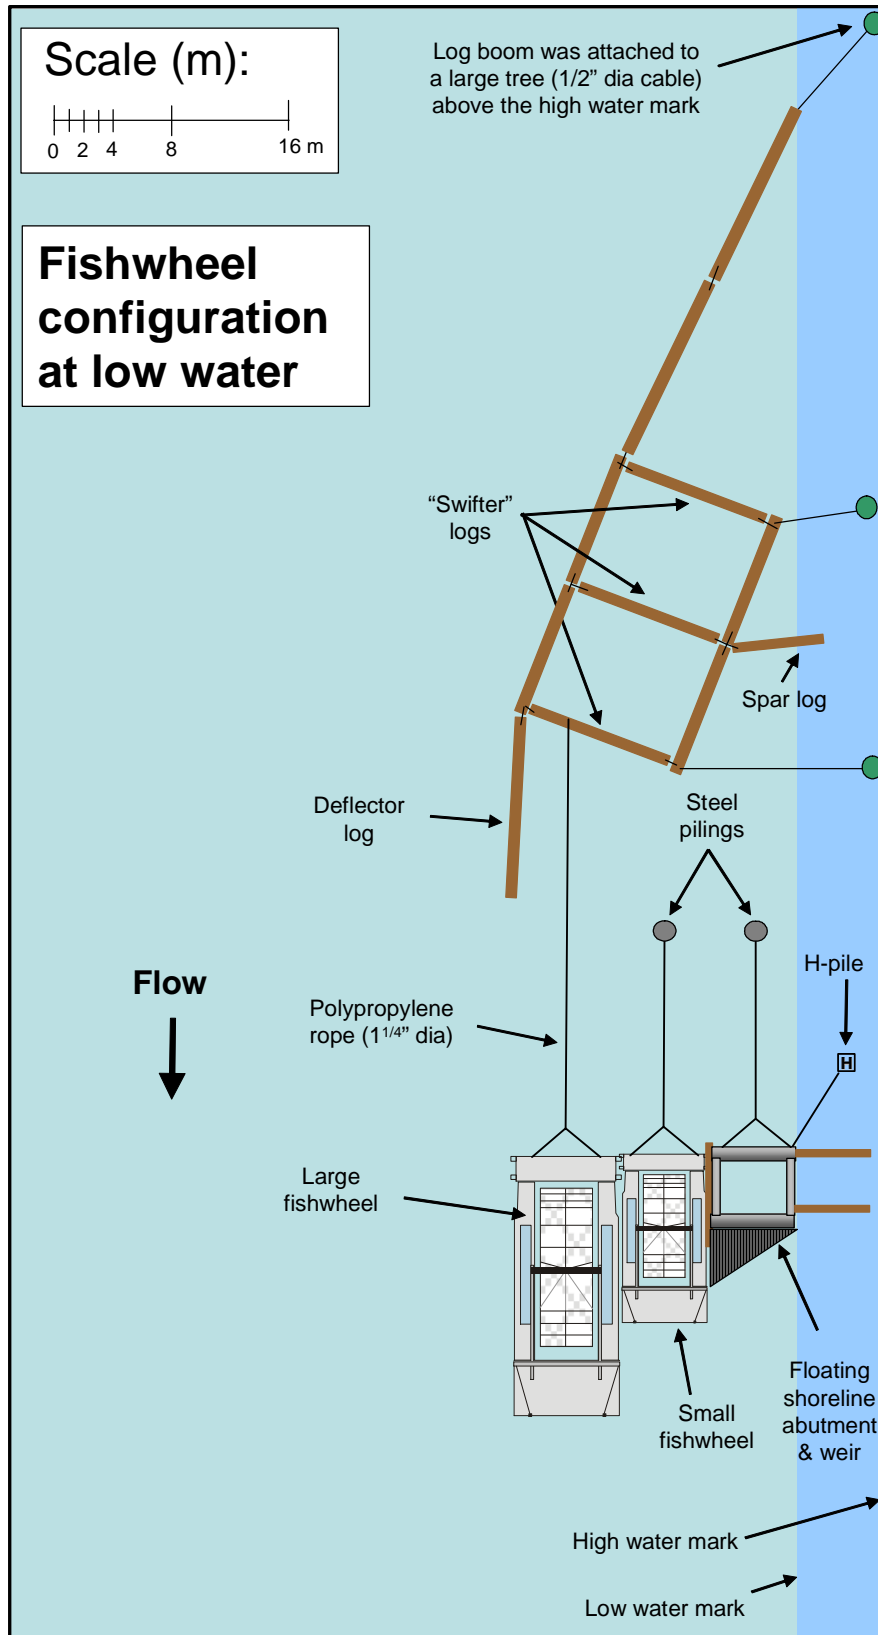 Scale (m):
0 2 4 8 16 m
Log boom was attached to
a large tree (1/2” dia cable)
above the high water mark
Fishwheel
configuration
at low water
“Swifter”
logs
Spar log
Deflector
log
Steel
pilings
Flow
H-pile
H
Polypropylene
rope (1 1/4” dia)
Large
fishwheel
Small
fishwheel
Floating
shoreline
abutment
& weir
High water mark
Low water mark